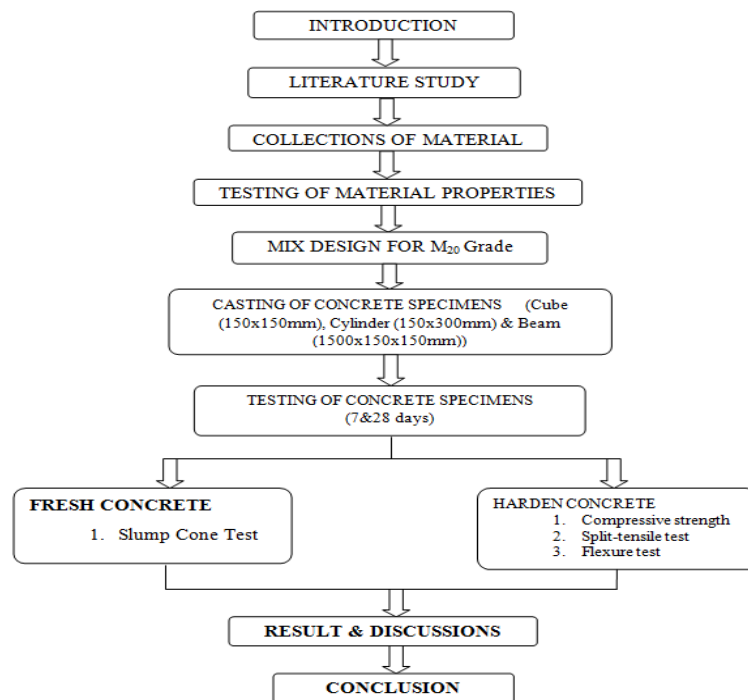 INTRODUCTION
LITERATURE STUDY
COLLECTIONS OF MATERIAL
TESTING OF MATERIAL PROPERTIES
MIX DESIGN FOR M₂₀ Grade
CASTING OF CONCRETE SPECIMENS (Cube
(150x150mm), Cylinder (150x300mm) & Beam
(1500x150x150mm))
TESTING OF CONCRETE SPECIMENS
(7&28 days)
FRESH CONCRETE
1. Slump Cone Test
HARDEN CONCRETE
1. Compressive strength
2. Split-tensile test
3. Flexure test
RESULT & DISCUSSIONS
CONCLUSION